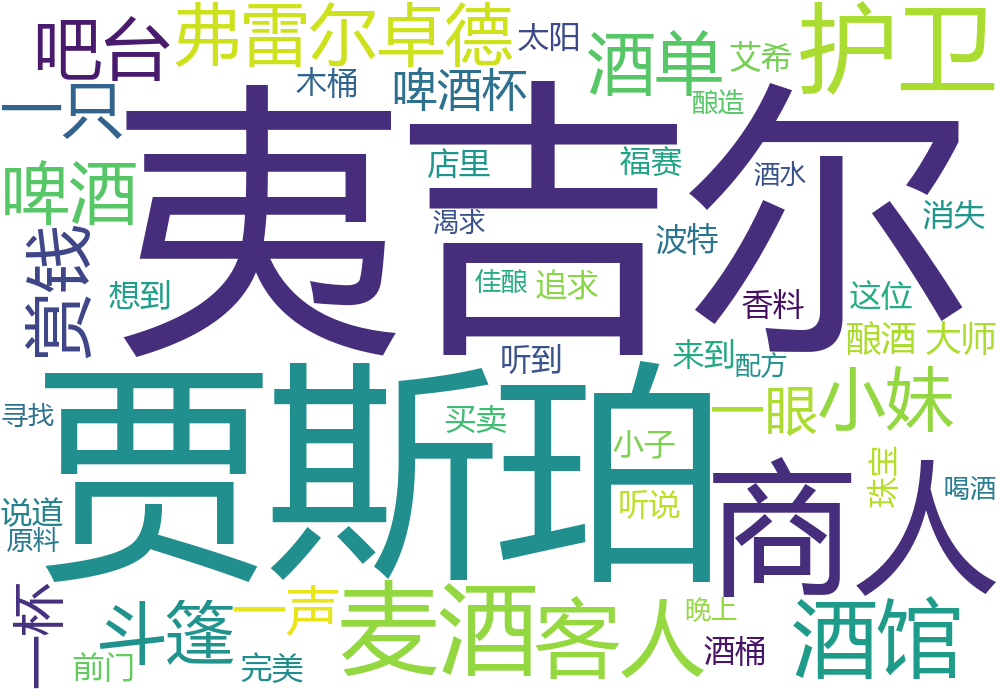 弗雷尔卓德
护卫
吧台
太阳
酒单
艾希
木桶
啤酒杯
一只
酿造
夷吉尔
店里
福赛
酒水
啤酒
渴求
波特
消失
赏钱
想到
佳酿
追求
香料
这位
酿酒
大师
听到
来到
配方
贾斯珀
寻找
买卖
一眼
小妹
小子
商人
珠宝
喝酒
听说
说道
原料
一杯
斗篷
一声
麦酒
客人
晚上
酒馆
前门
完美
酒桶